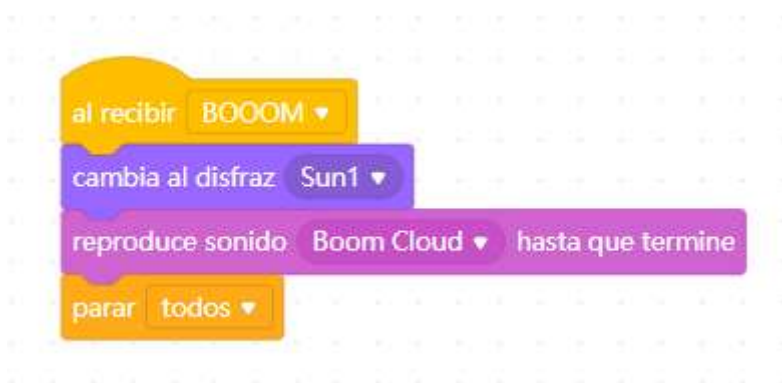 al recibir BOOOM
cambia al disfraz Sun1
reproduce sonido Boom Cloud hasta que termine
parar todos